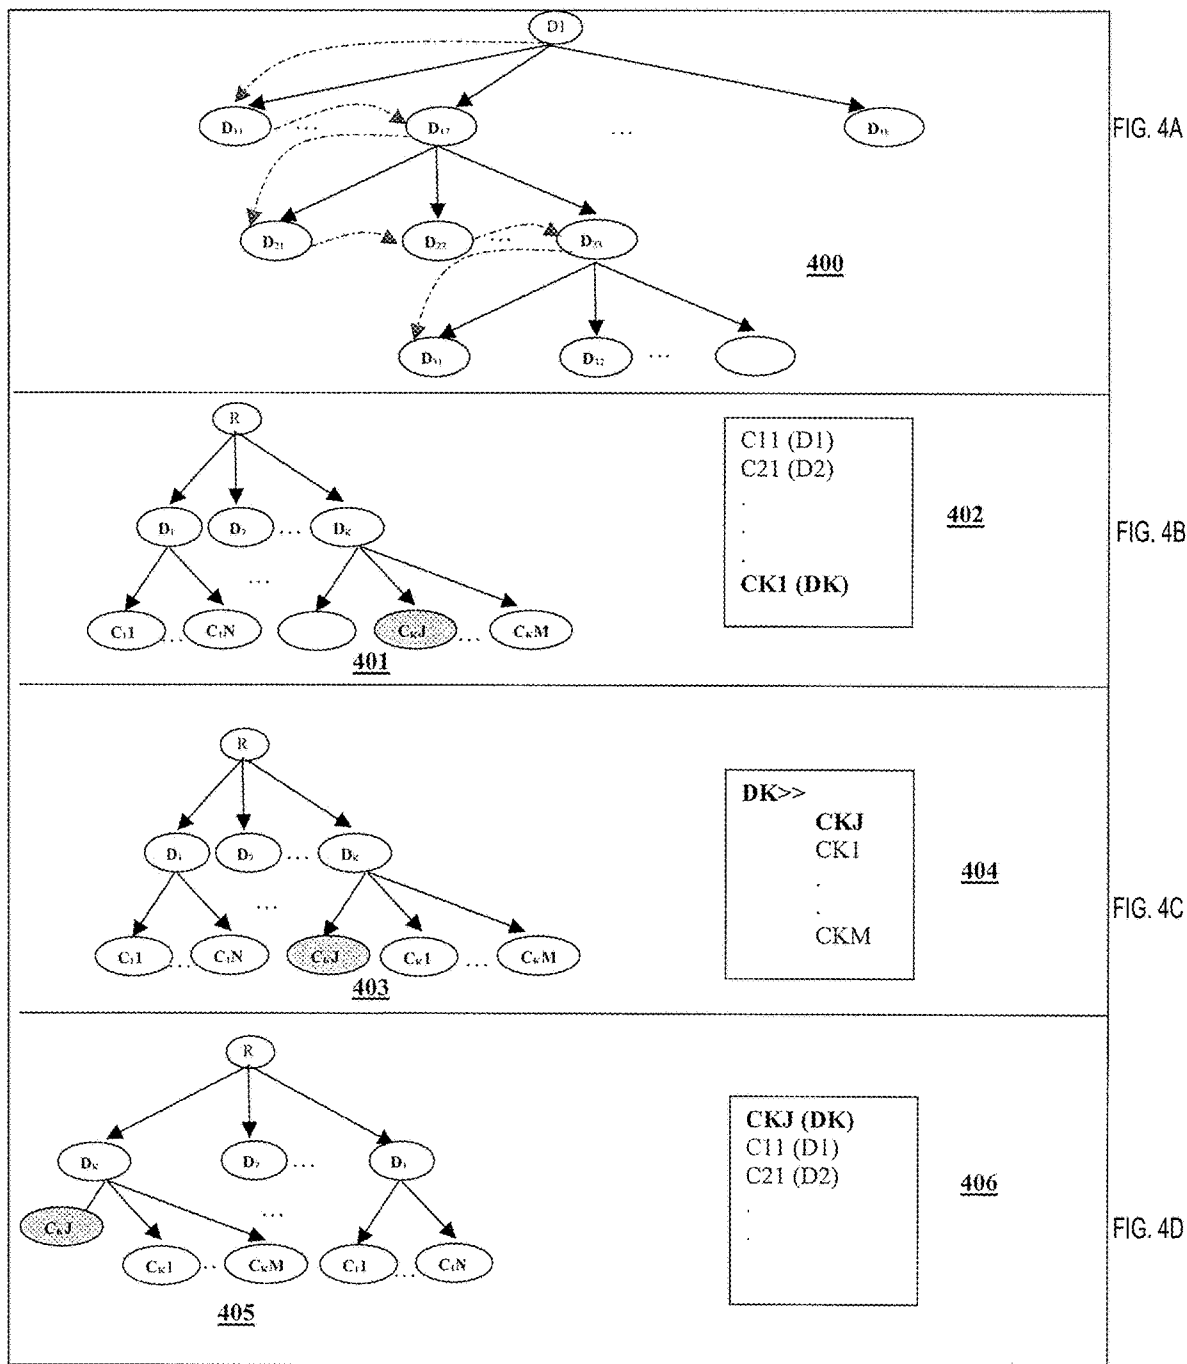 D1
D₁₁ ... D₁₂ ... D₁ₖ
FIG. 4A
D₂₁ D₂₂ ...
400
D₃₁ D₃₂ ...
R
D₁ D₂ ... Dₖ
...
C₁1 ... C₁N CₖJ ... CₖM
401
C11 (D1)
C21 (D2)
.
.
.
CK1 (DK)
402
FIG. 4B
R
D₁ D₂ ... Dₖ
...
C₁1 ... C₁N CₖJ Cₖ1 ... CₖM
403
DK>>
CKJ
CK1
.
.
CKM
404
FIG. 4C
R
Dₖ D₂ ... D₁
CₖJ
...
Cₖ1 ... CₖM C₁1 ... C₁N
405
CKJ (DK)
C11 (D1)
C21 (D2)
.
.
406
FIG. 4D